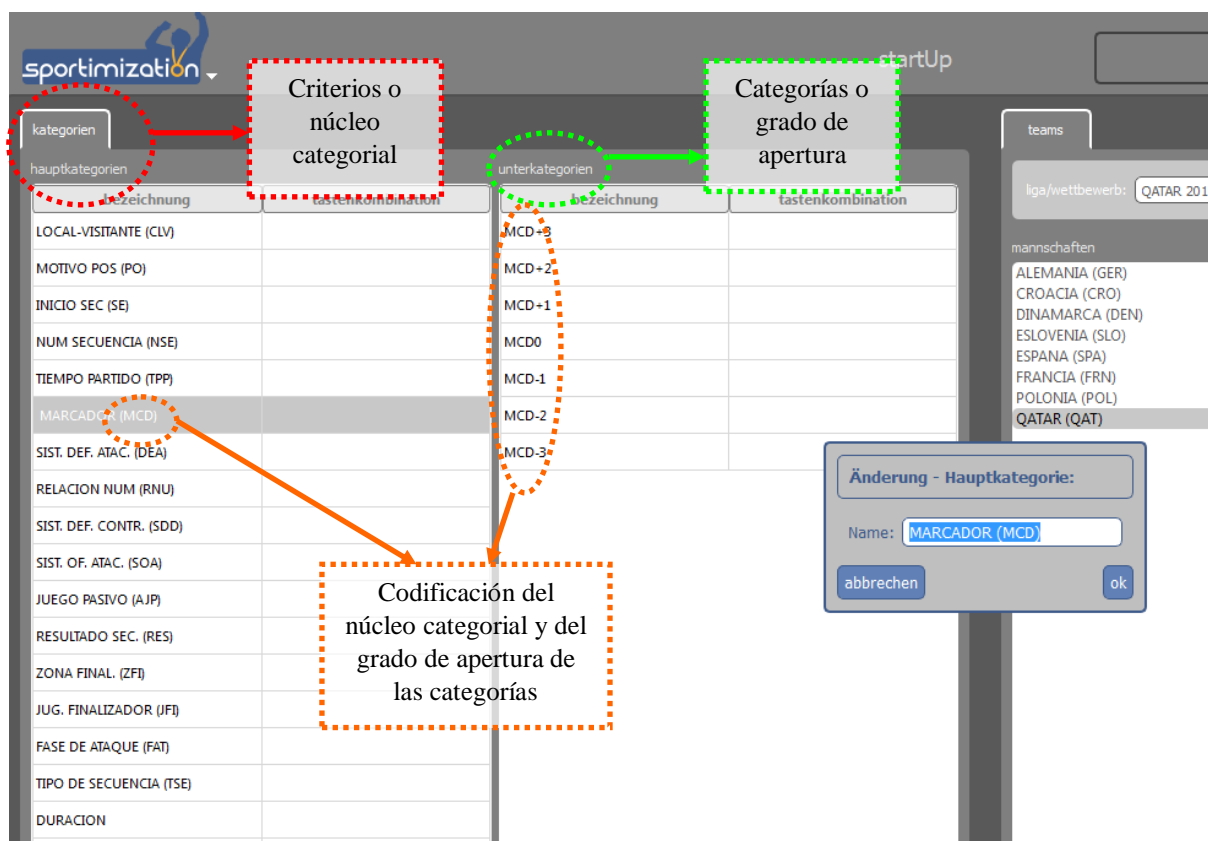 sportimization
startUp
Criterios o
núcleo
categorial
Categorías o
grado de
apertura
kategorien
hauptkategorien
bezeichnung
tastenkombination
LOCAL-VISITANTE (CLV)
MOTIVO POS (PO)
INICIO SEC (SE)
NUM SECUENCIA (NSE)
TIEMPO PARTIDO (TPP)
MARCADOR (MCD)
SIST. DEF. ATAC. (DEA)
RELACION NUM (RNU)
SIST. DEF. CONTR. (SDD)
SIST. OF. ATAC. (SOA)
JUEGO PASIVO (AJP)
RESULTADO SEC. (RES)
ZONA FINAL. (ZFI)
JUG. FINALIZADOR (JFI)
FASE DE ATAQUE (FAT)
TIPO DE SECUENCIA (TSE)
DURACION
unterkategorien
bezeichnung
tastenkombination
MCD+3
MCD+2
MCD+1
MCD0
MCD-1
MCD-2
MCD-3
Codificación del
núcleo categorial y del
grado de apertura de
las categorías
teams
liga/wettbewerb: QATAR 201
mannschaften
ALEMANIA (GER)
CROACIA (CRO)
DINAMARCA (DEN)
ESLOVENIA (SLO)
ESPANA (SPA)
FRANCIA (FRN)
POLONIA (POL)
QATAR (QAT)
Änderung - Hauptkategorie:
Name: MARCADOR (MCD)
abbrechen
ok